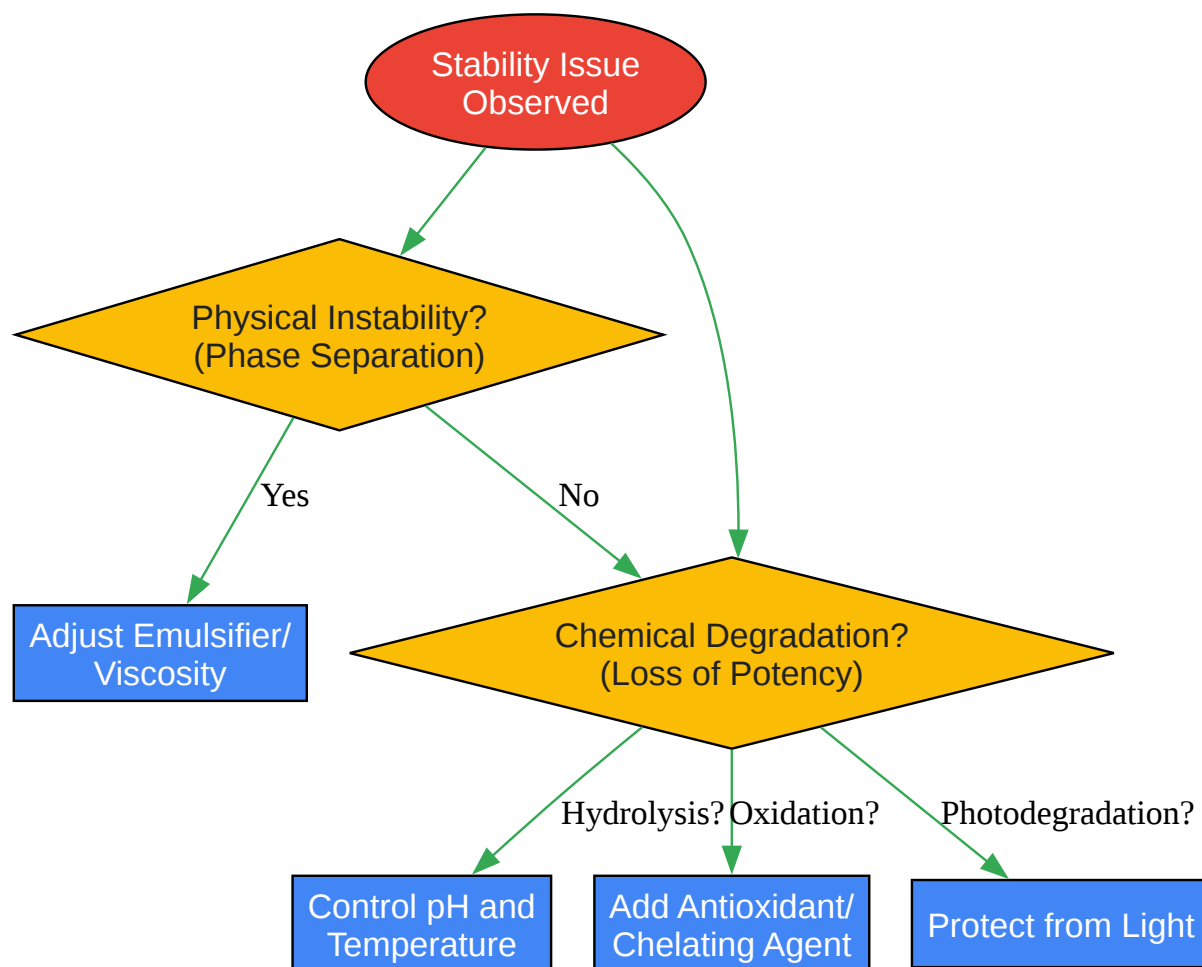 Stability Issue
Observed
Physical Instability?
(Phase Separation)
Yes
No
Adjust Emulsifier/
Viscosity
Chemical Degradation?
(Loss of Potency)
Hydrolysis?
Oxidation?
Photodegradation?
Control pH and
Temperature
Add Antioxidant/
Chelating Agent
Protect from Light